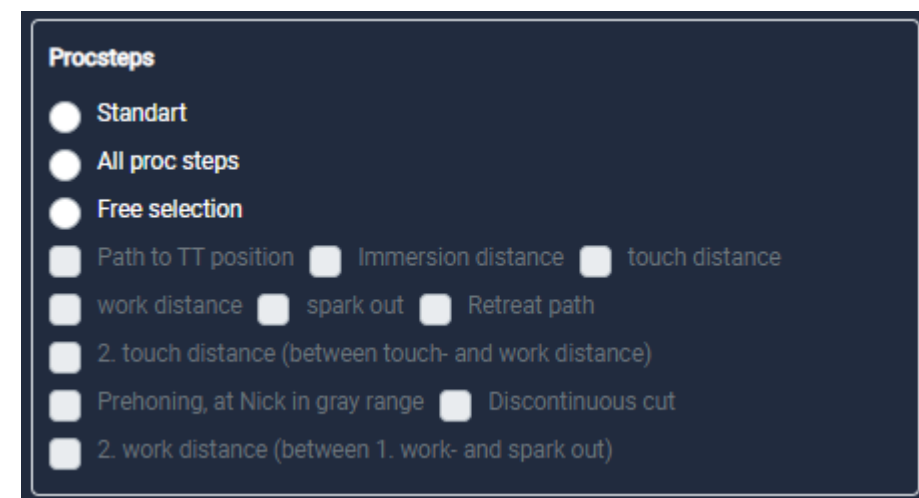 Procsteps
Standart
All proc steps
Free selection
Path to TT position Immersion distance touch distance
work distance spark out Retreat path
2. touch distance (between touch- and work distance)
Prehoning, at Nick in gray range Discontinuous cut
2. work distance (between 1. work- and spark out)